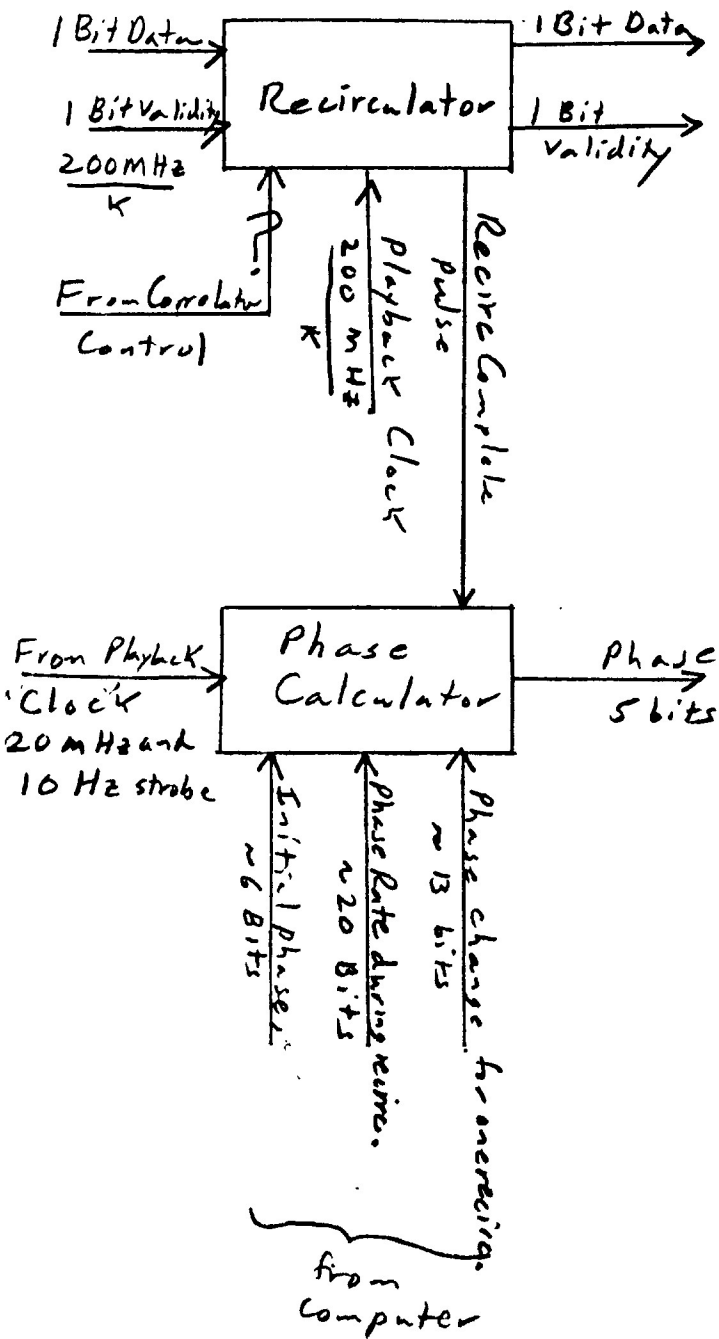 1 Bit Data
1 Bit Validity
200 mHz
K
From Correlator
Control
Recirculator
1 Bit Data
1 Bit
Validity
Playback Clock
200 mHz
K
Recirc Complete
Pulse
From Playback
Clock
20 mHz and
10 Hz strobe
Phase
Calculator
Phase
5 bits
Initial phase,
~6 Bits
Phase Rate during recirc.
~20 Bits
Phase change for one recirc.
~13 bits
from
Computer